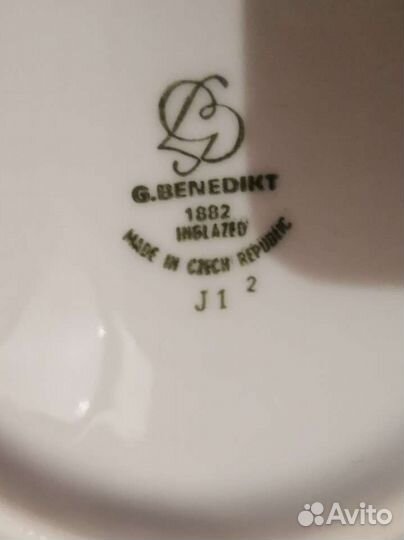 G.BENEDIKT
1882
INGLAZED
MADE IN CZECH REPUBLIC
J1 2
Avito